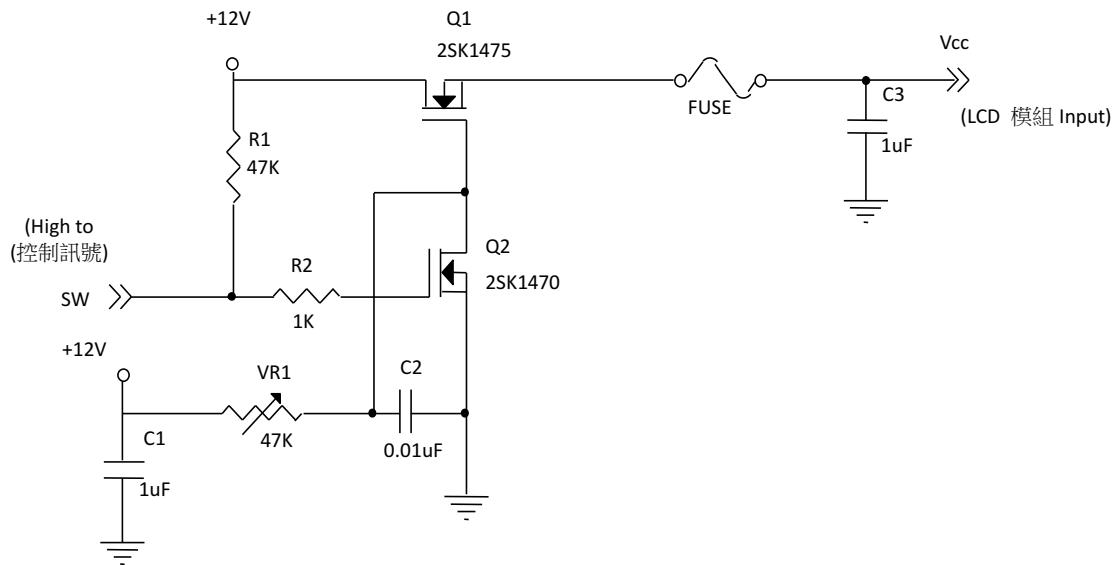 +12V
Q1
2SK1475
Vcc
FUSE
C3
(LCD 模組 Input)
1uF
R1
47K
(High to
(控制訊號)
Q2
2SK1470
R2
SW
1K
+12V
VR1
C2
C1
47K
0.01uF
1uF